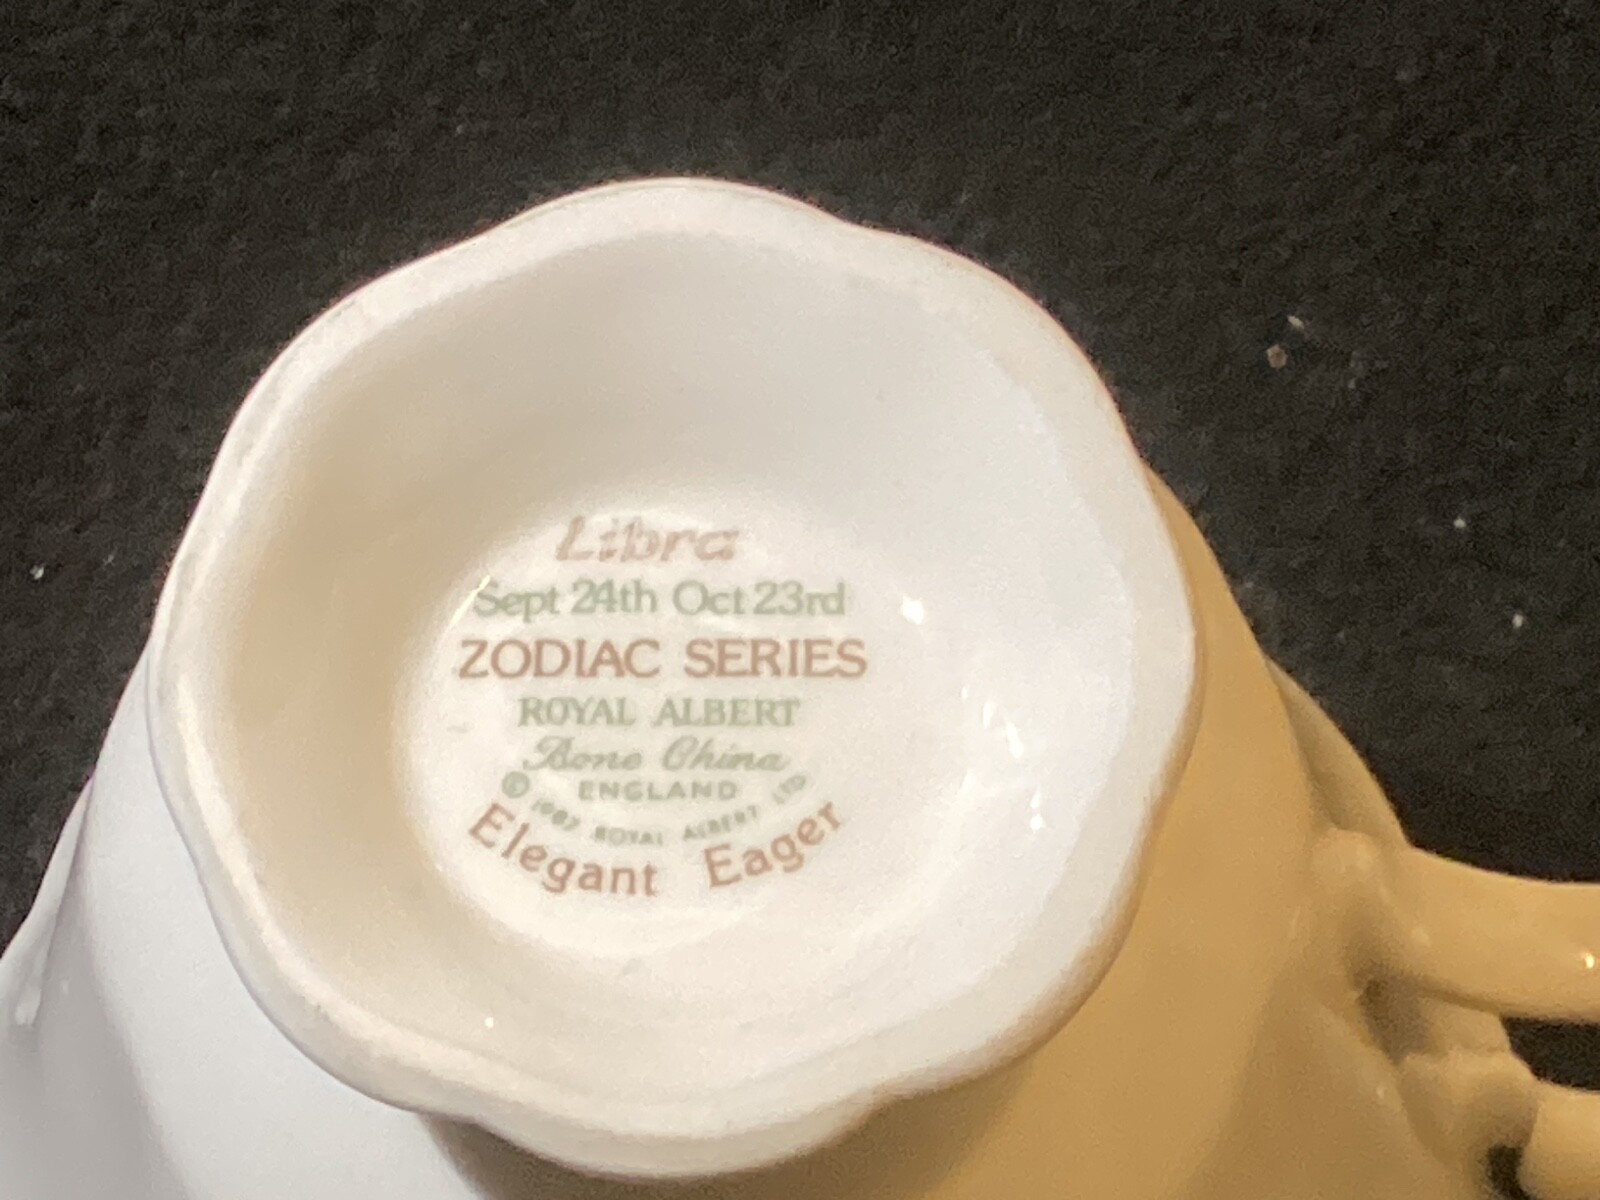 Libra
Sept 24th Oct 23rd
ZODIAC SERIES
ROYAL ALBERT
Bone China
ENGLAND
© 1987 ROYAL ALBERT LTD
Elegant Eager